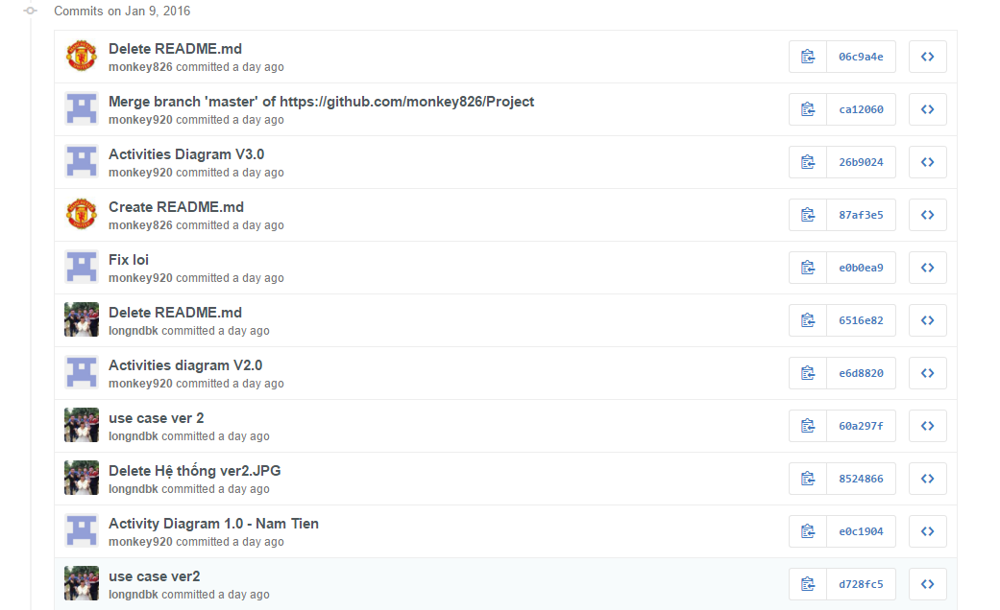 Commits on Jan 9, 2016
Delete README.md
monkey826 committed a day ago
06c9a4e
Merge branch 'master' of https://github.com/monkey826/Project
monkey920 committed a day ago
ca12060
Activities Diagram V3.0
monkey920 committed a day ago
26b9024
Create README.md
monkey826 committed a day ago
87af3e5
Fix loi
monkey920 committed a day ago
e0b0ea9
Delete README.md
longndbk committed a day ago
6516e82
Activities diagram V2.0
monkey920 committed a day ago
e6d8820
use case ver 2
longndbk committed a day ago
60a297f
Delete Hệ thống ver2.JPG
longndbk committed a day ago
8524866
Activity Diagram 1.0 - Nam Tien
monkey920 committed a day ago
e0c1904
use case ver2
longndbk committed a day ago
d728fc5